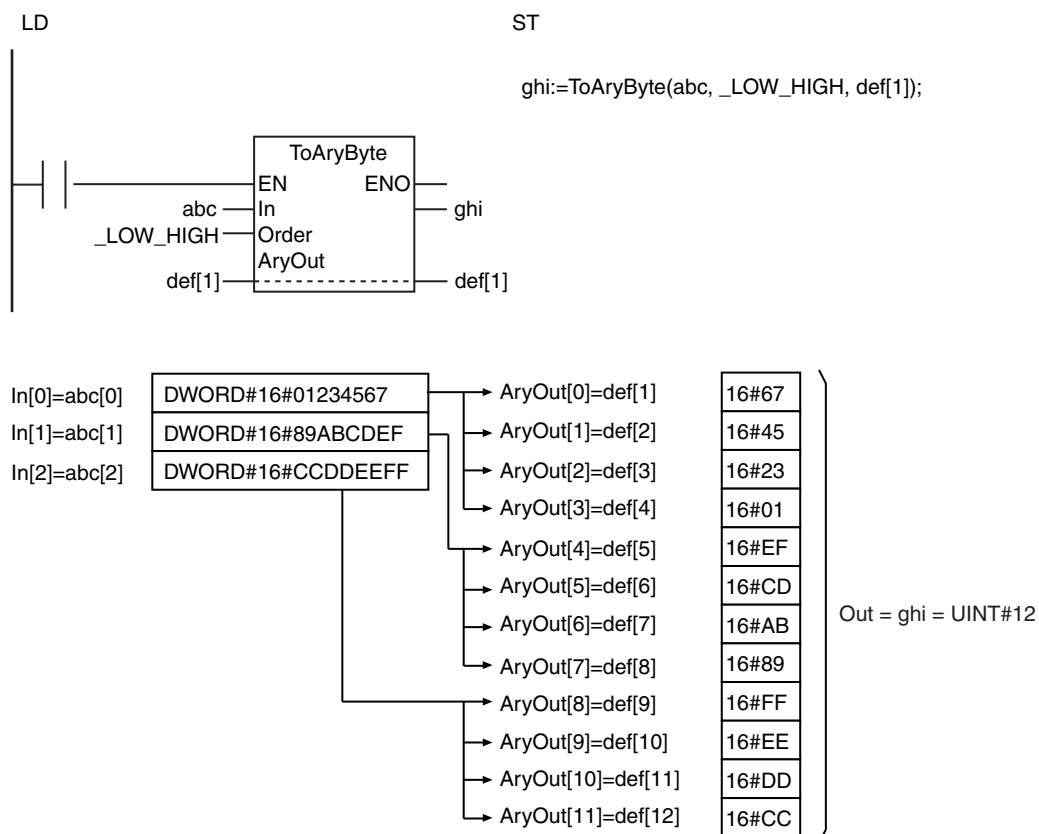 LD
ST
ghi:=ToAryByte(abc, _LOW_HIGH, def[1]);
ToAryByte
EN ENO
abc In ghi
_LOW_HIGH Order
AryOut
def[1] def[1]
In[0]=abc[0] DWORD#16#01234567 AryOut[0]=def[1] 16#67
In[1]=abc[1] DWORD#16#89ABCDEF AryOut[1]=def[2] 16#45
In[2]=abc[2] DWORD#16#CCDDEEFF AryOut[2]=def[3] 16#23
AryOut[3]=def[4] 16#01
AryOut[4]=def[5] 16#EF
AryOut[5]=def[6] 16#CD
AryOut[6]=def[7] 16#AB
Out = ghi = UINT#12
AryOut[7]=def[8] 16#89
AryOut[8]=def[9] 16#FF
AryOut[9]=def[10] 16#EE
AryOut[10]=def[11] 16#DD
AryOut[11]=def[12] 16#CC